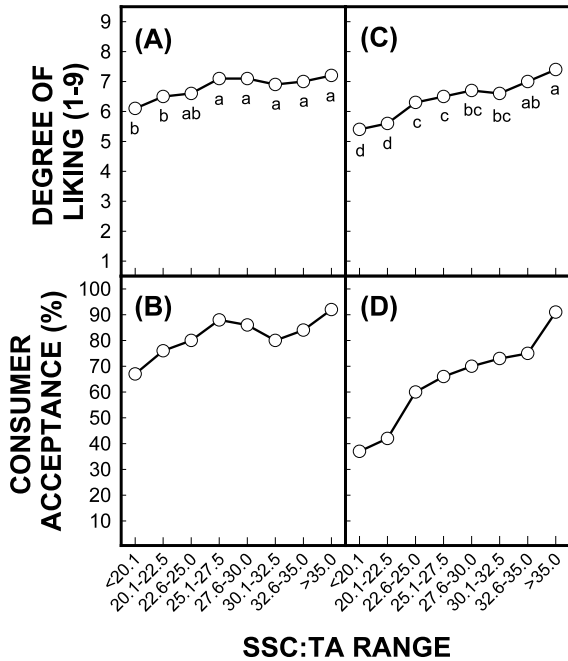 (A)
(C)
DEGREE OF
LIKING (1-9)
9
8
7
6
5
4
3
2
1
b b ab a a a a a
d d c c bc bc ab a
(B)
(D)
CONSUMER
ACCEPTANCE (%)
100
90
80
70
60
50
40
30
20
10
<20.1 20.1-22.5 22.6-25.0 25.1-27.5 27.6-30.0 30.1-32.5 32.6-35.0 >35.0
<20.1 20.1-22.5 22.6-25.0 25.1-27.5 27.6-30.0 30.1-32.5 32.6-35.0 >35.0
SSC:TA RANGE